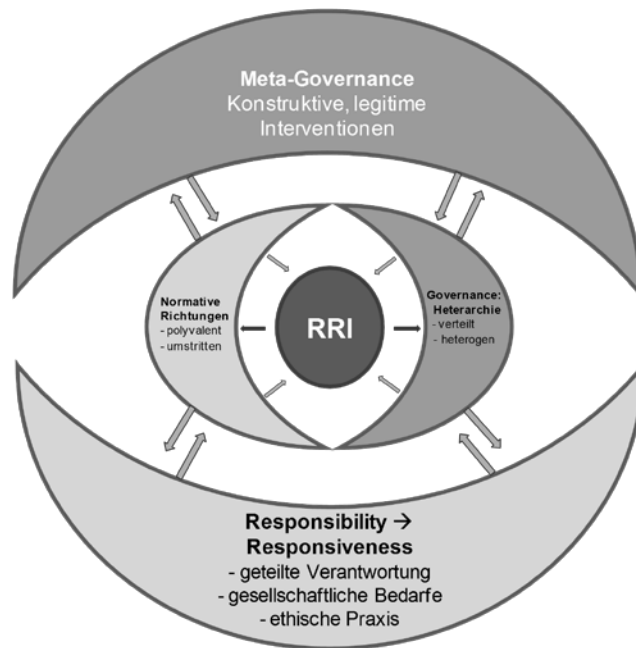 Meta-Governance
Konstruktive, legitime
Interventionen
Normative
Richtungen
- polyvalent
- umstritten
RRI
Governance:
Heterarchie
- verteilt
- heterogen
Responsibility →
Responsiveness
- geteilte Verantwortung
- gesellschaftliche Bedarfe
- ethische Praxis